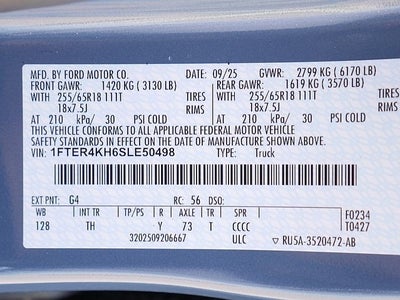 MFD. BY FORD MOTOR CO. DATE: 09/25 GVWR: 2799 KG ( 6170 LB)
FRONT GAWR: 1420 KG ( 3130 LB) REAR GAWR: 1619 KG ( 3570 LB)
WITH 255/65R18 111T TIRES WITH 255/65R18 111T TIRES
18x7.5J RIMS 18x7.5J RIMS
AT 210 kPa/ 30 PSI COLD AT 210 kPa/ 30 PSI COLD
THIS VEHICLE CONFORMS TO ALL APPLICABLE FEDERAL MOTOR VEHICLE
SAFETY STANDARDS IN EFFECT ON THE DATE OF MANUFACTURE SHOWN ABOVE.
VIN: 1FTER4KH6SLE50498 TYPE: Truck
EXT PNT: G4 RC: 56 DSO:
WB INT TR TP/PS R AXLE TR SPR F0234
128 TH Y 73 T CCCC T0427
3202509206667 ULC ▽ RU5A-3520472-AB